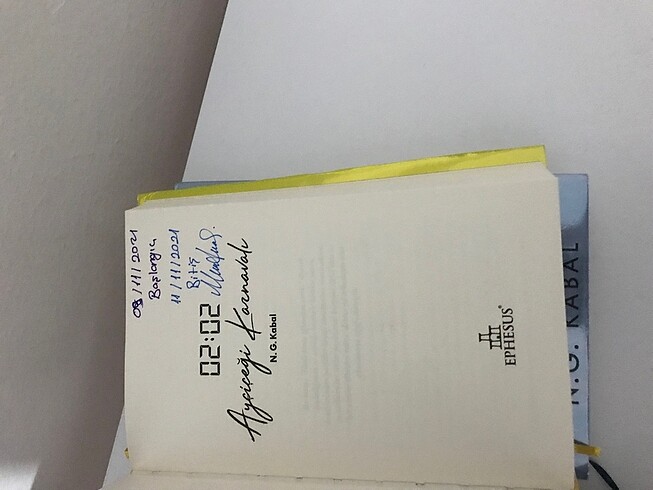 08/11/2021
Başlangıç
11/11/2021
Bitiş
02:02
Ayçiçeği Karnavalı
N. G. Kabal
EPHESUS®
N.G. KABAL